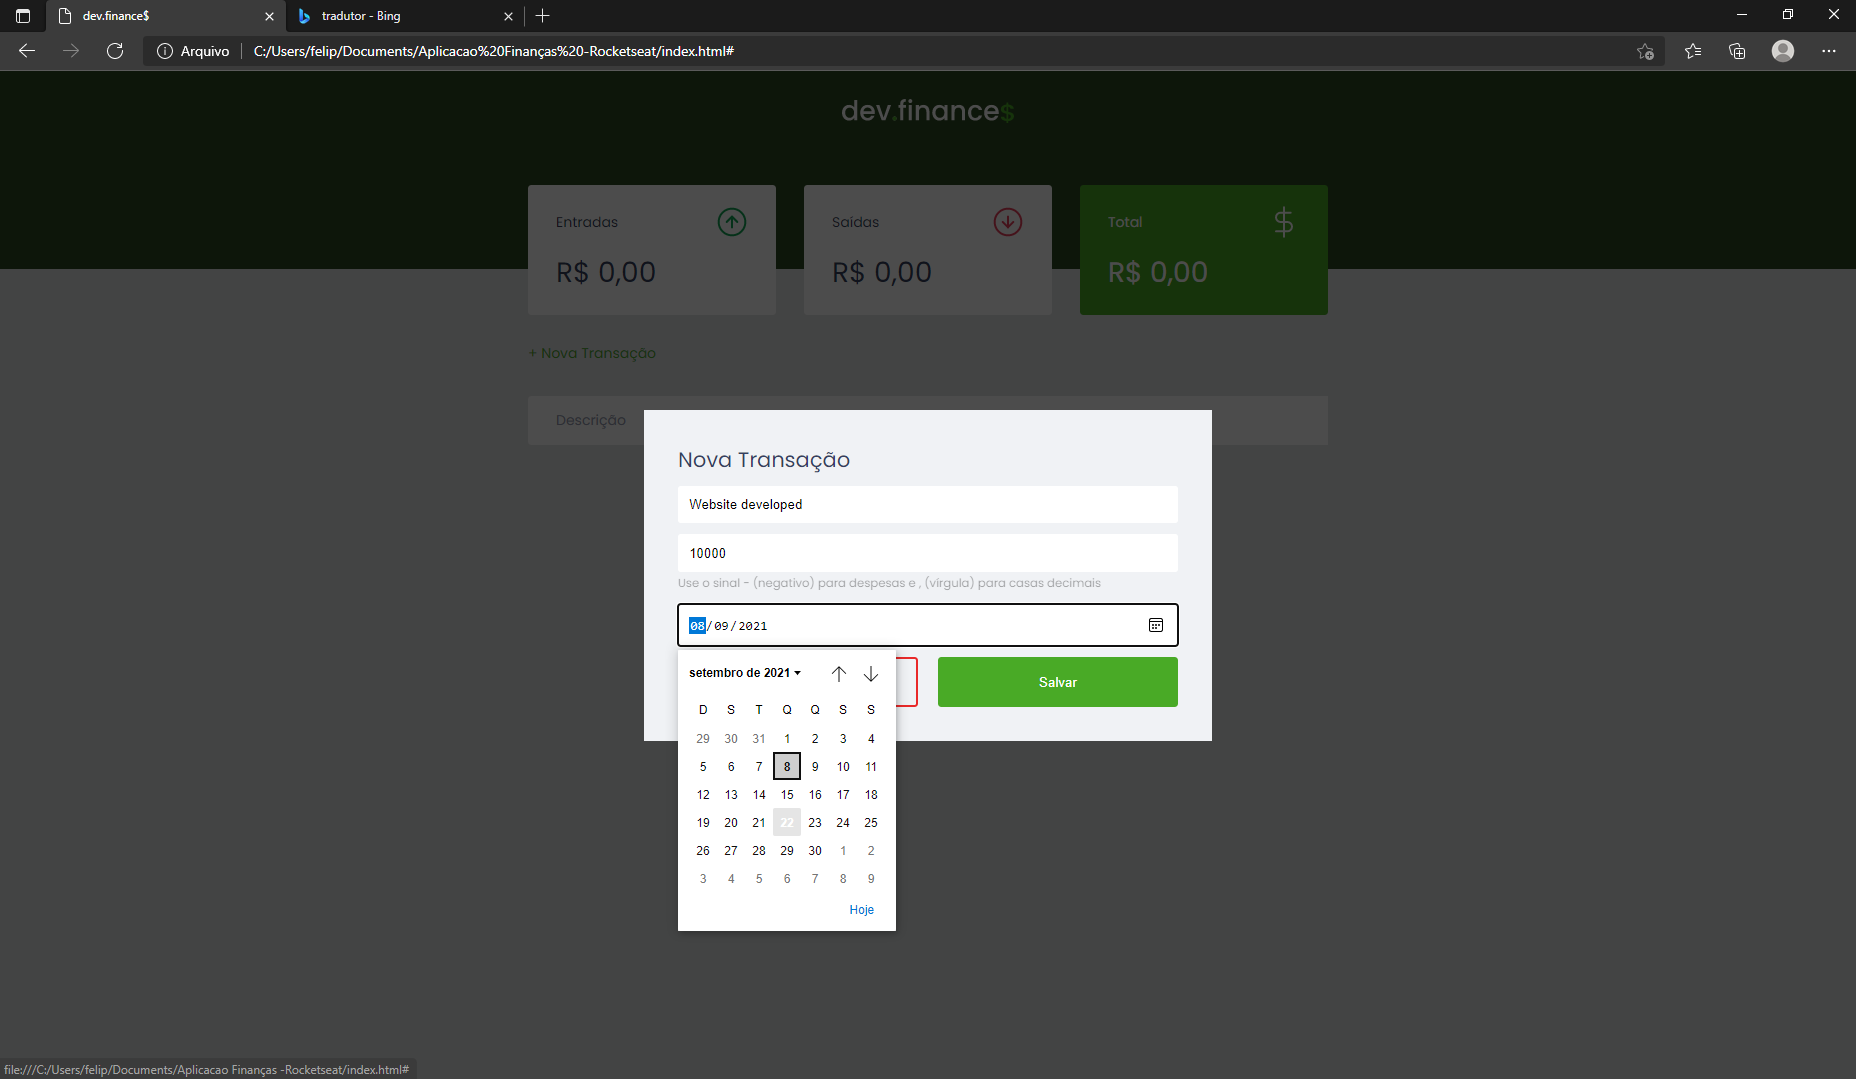 dev.finance$
tradutor - Bing
Arquivo
C:/Users/felip/Documents/Aplicacao%20Finanças%20-Rocketseat/index.html#
dev.finance$
Entradas
Saídas
Total
R$ 0,00
R$ 0,00
R$ 0,00
+ Nova Transação
Descrição
Nova Transação
Website developed
10000
Use o sinal - (negativo) para despesas e , (vírgula) para casas decimais
08/09/2021
setembro de 2021
Salvar
D S T Q Q S S
29 30 31 1 2 3 4
5 6 7 8 9 10 11
12 13 14 15 16 17 18
19 20 21 22 23 24 25
26 27 28 29 30 1 2
3 4 5 6 7 8 9
Hoje
file:///C:/Users/felip/Documents/Aplicacao Finanças -Rocketseat/index.html#